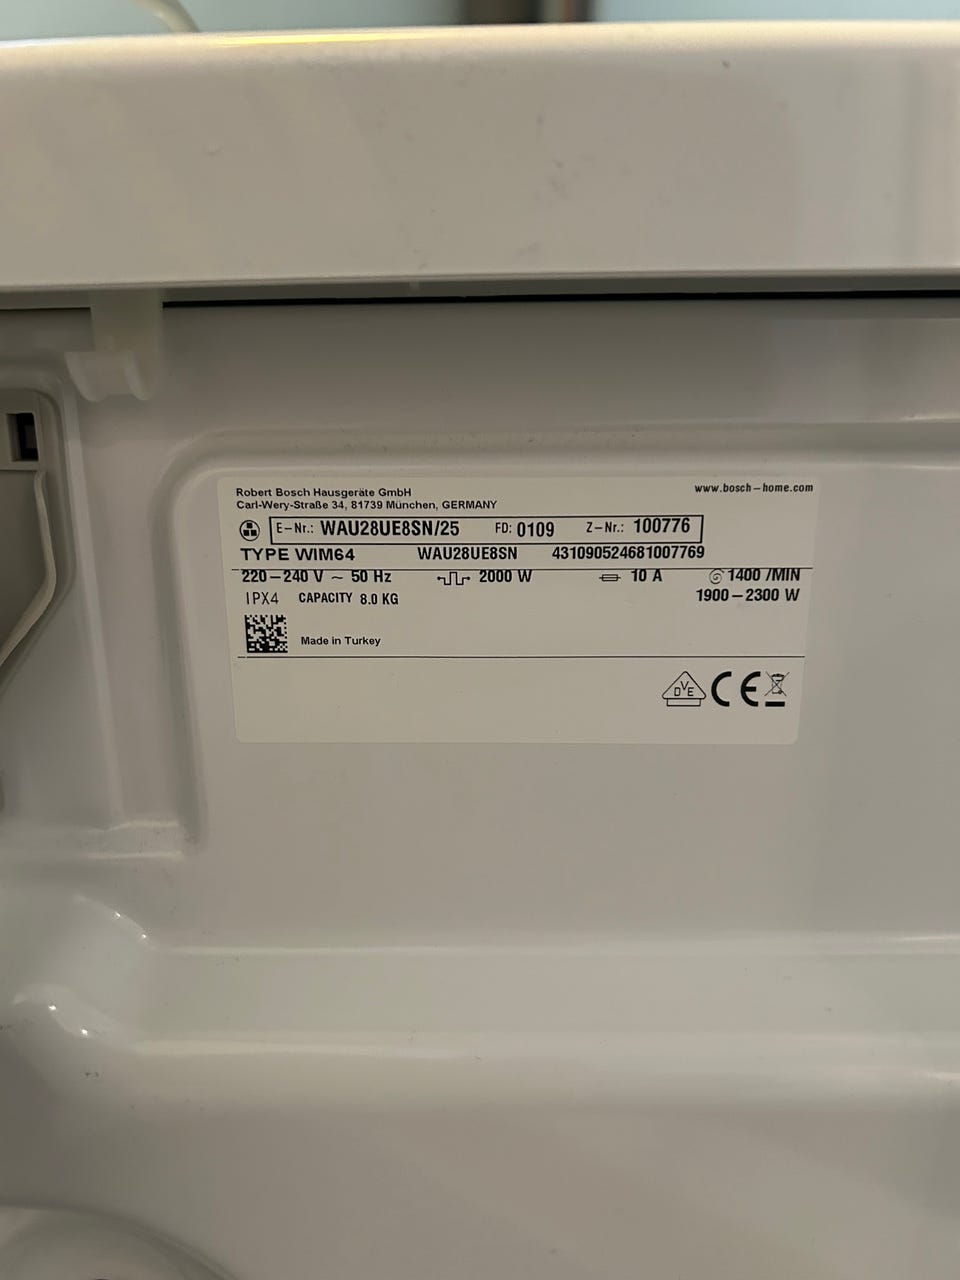 Robert Bosch Hausgeräte GmbH www.bosch-home.com
Carl-Wery-Straße 34, 81739 München, GERMANY
E-Nr.: WAU28UE8SN/25 FD: 0109 Z-Nr.: 100776
TYPE WIM64 WAU28UE8SN 431090524681007769
220-240 V ~ 50 Hz 2000 W 10 A 1400 /MIN
IPX4 CAPACITY 8.0 KG 1900-2300 W
Made in Turkey
DVE CE